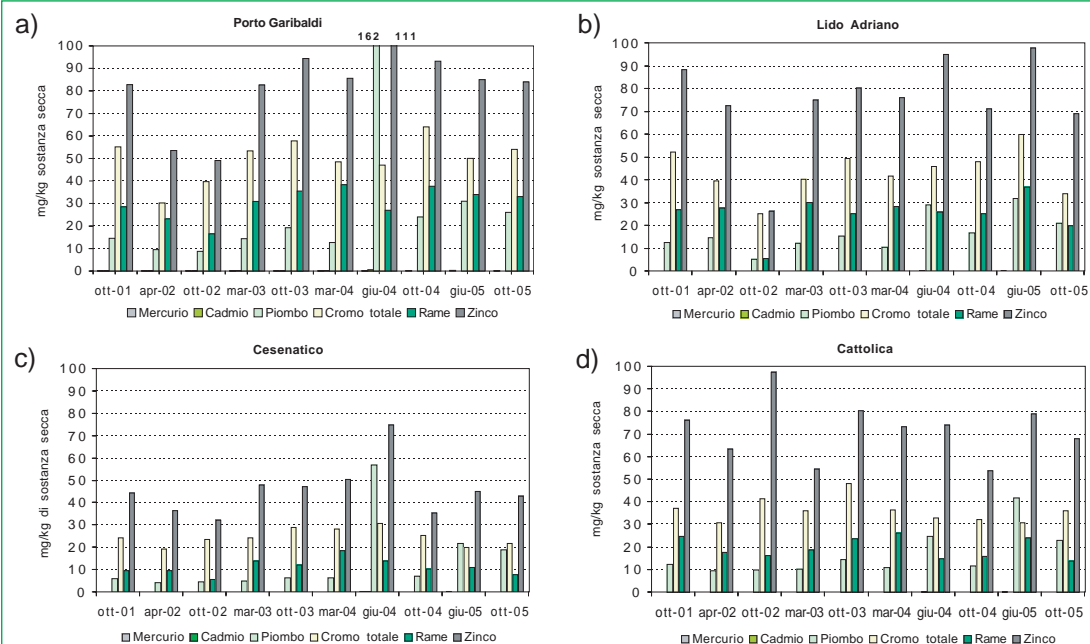 a)
Porto Garibaldi
162 111
mg/kg sostanza secca
100
90
80
70
60
50
40
30
20
10
0
ott-01 apr-02 ott-02 mar-03 ott-03 mar-04 giu-04 ott-04 giu-05 ott-05
Mercurio Cadmio Piombo Cromo totale Rame Zinco
b)
Lido Adriano
mg/kg sostanza secca
100
90
80
70
60
50
40
30
20
10
0
ott-01 apr-02 ott-02 mar-03 ott-03 mar-04 giu-04 ott-04 giu-05 ott-05
Mercurio Cadmio Piombo Cromo totale Rame Zinco
c)
Cesenatico
mg/kg di sostanza secca
100
90
80
70
60
50
40
30
20
10
0
ott-01 apr-02 ott-02 mar-03 ott-03 mar-04 giu-04 ott-04 giu-05 ott-05
Mercurio Cadmio Piombo Cromo totale Rame Zinco
d)
Cattolica
mg/kg sostanza secca
100
90
80
70
60
50
40
30
20
10
0
ott-01 apr-02 ott-02 mar-03 ott-03 mar-04 giu-04 ott-04 giu-05 ott-05
Mercurio Cadmio Piombo Cromo totale Rame Zinco